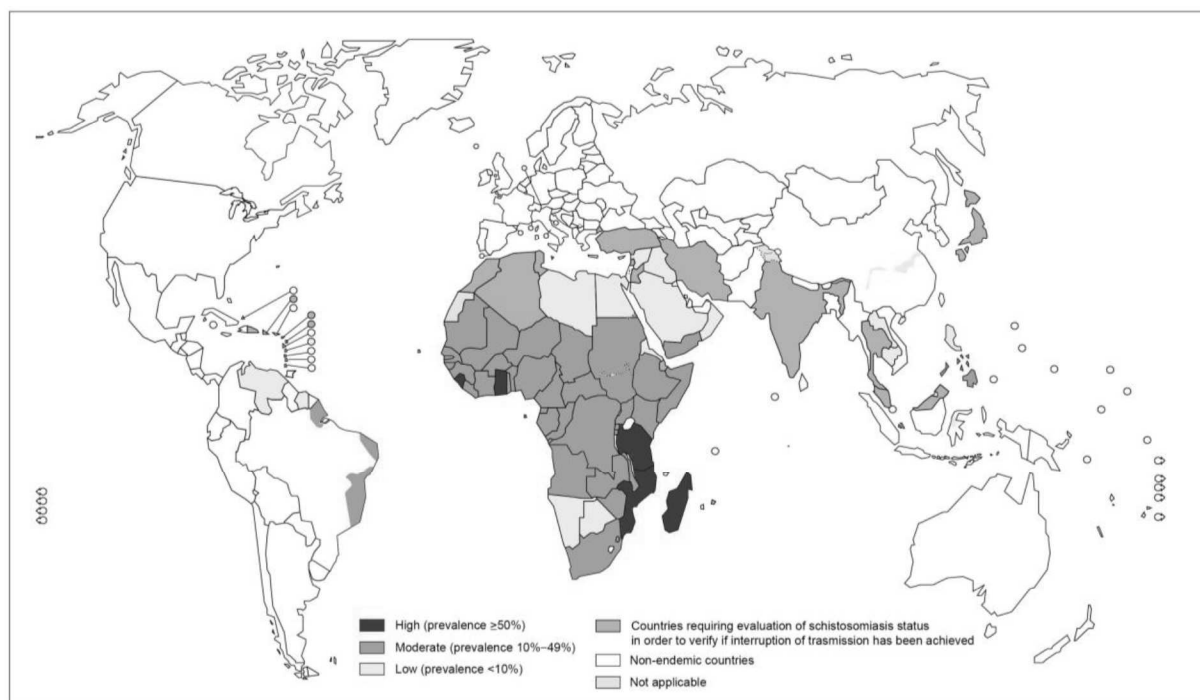 High (prevalence ≥50%)
Moderate (prevalence 10%–49%)
Low (prevalence <10%)
Countries requiring evaluation of schistosomiasis status
in order to verify if interruption of trasmission has been achieved
Non-endemic countries
Not applicable